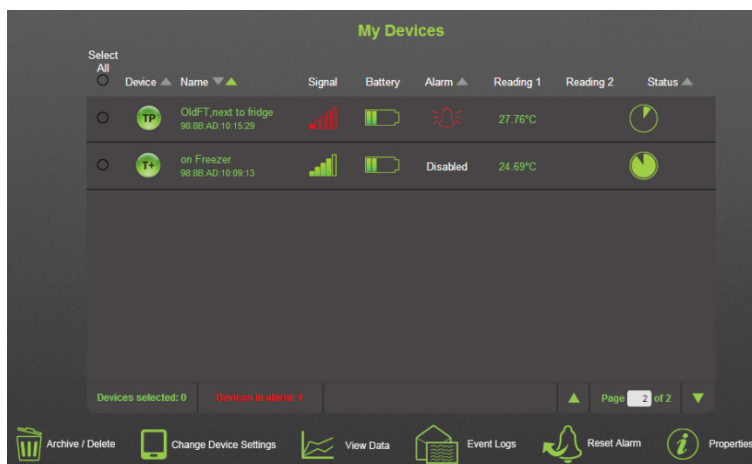 My Devices
Select All
Device Name Signal Battery Alarm Reading 1 Reading 2 Status
TP OldFT,next to fridge 27.76°C
98:8B:AD:10:15:29
T+ on Freezer Disabled 24.69°C
98:8B:AD:10:09:13
Devices selected: 0 Devices in alarm: 1 Page 2 of 2
Archive / Delete Change Device Settings View Data Event Logs Reset Alarm i Properties